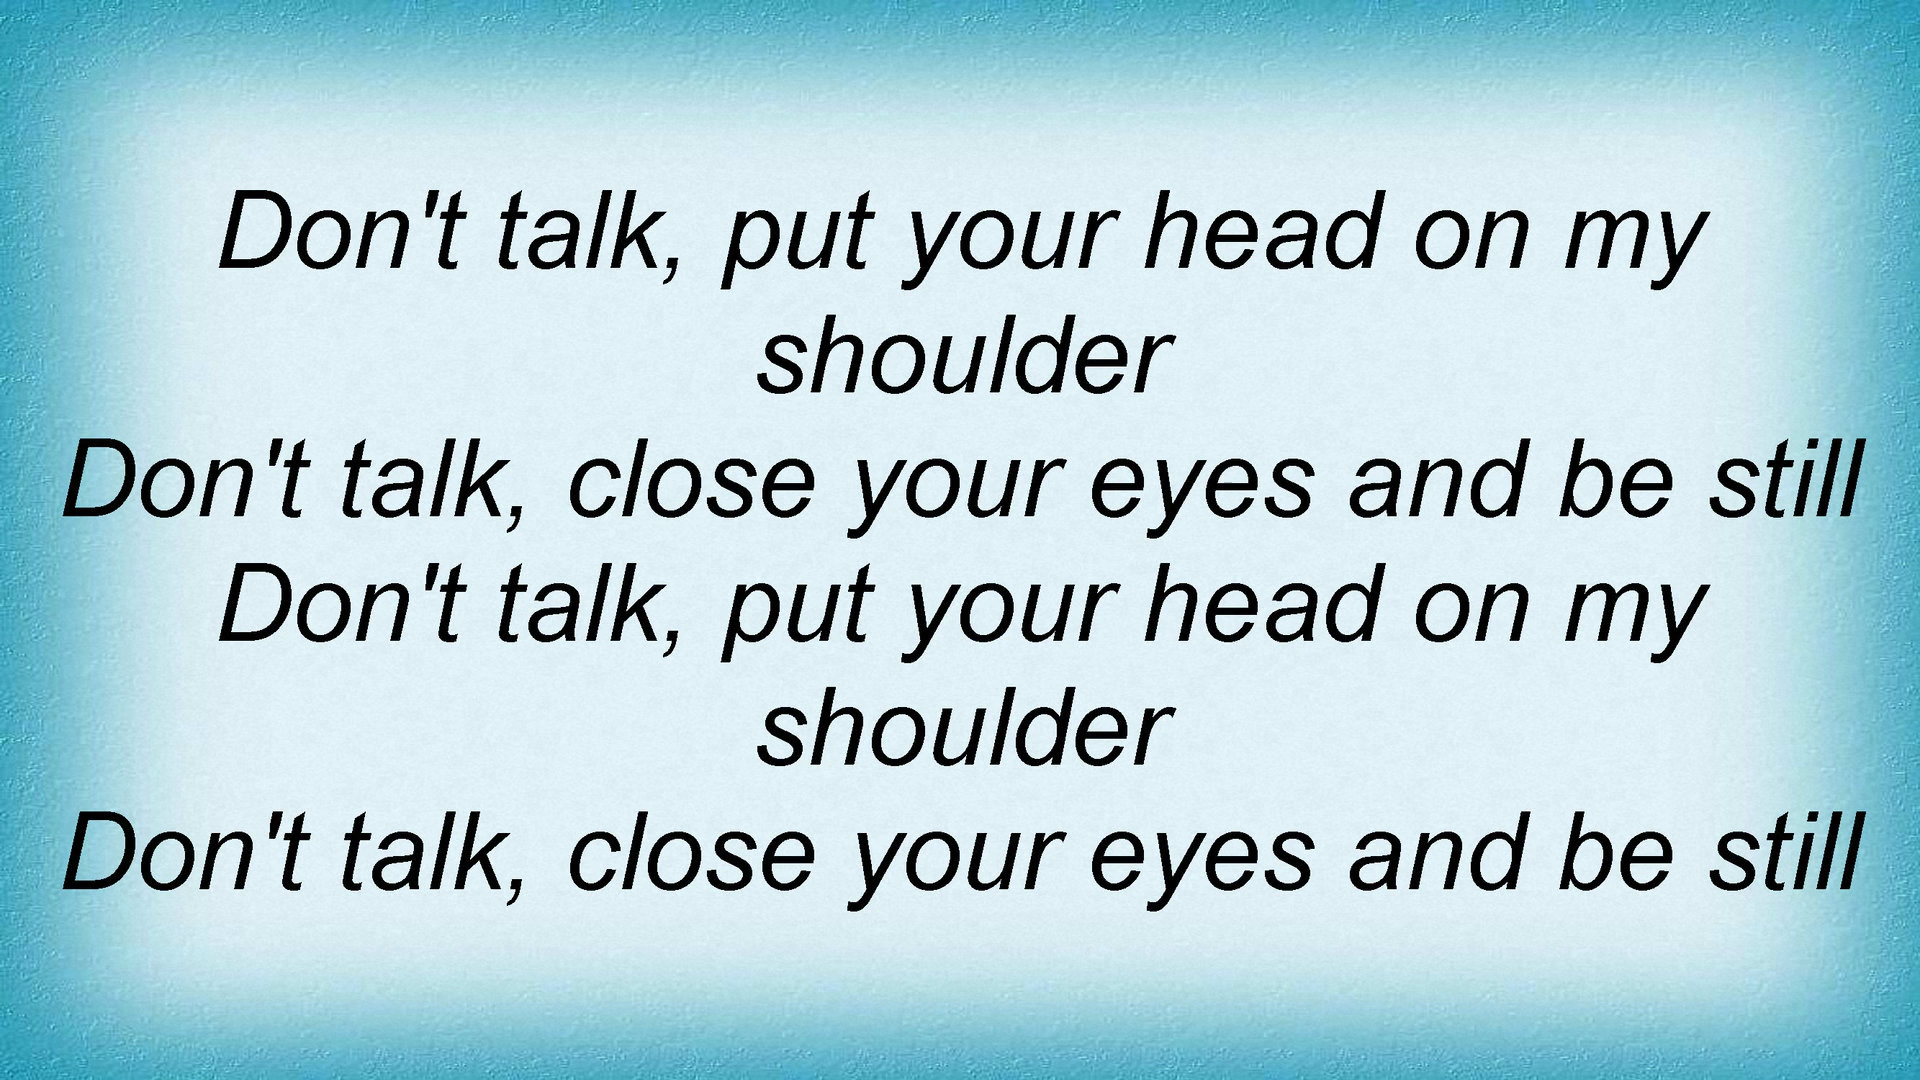 Don't talk, put your head on my
shoulder
Don't talk, close your eyes and be still
Don't talk, put your head on my
shoulder
Don't talk, close your eyes and be still